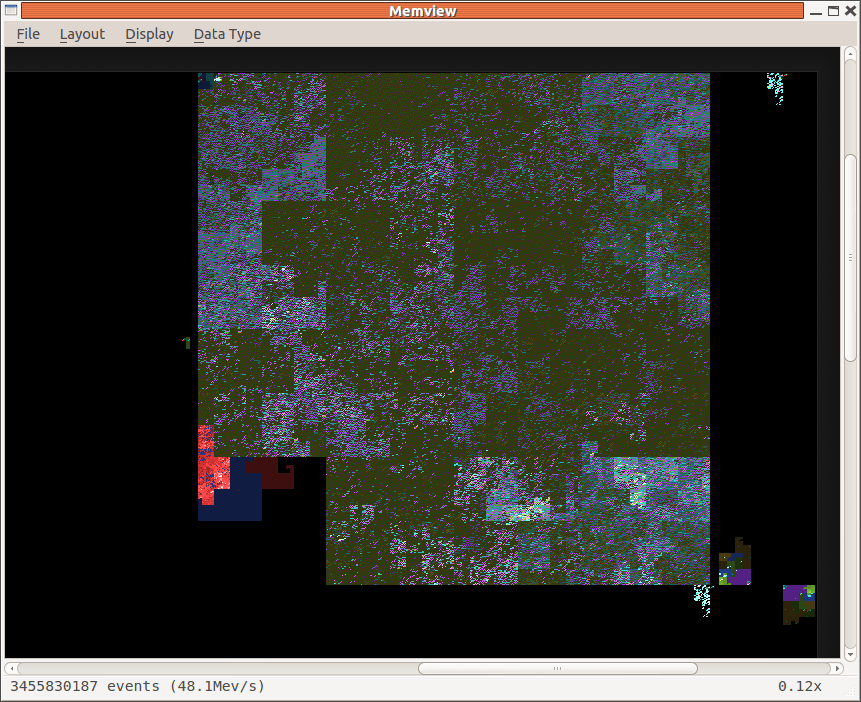 Memview
File Layout Display Data Type
3455830187 events (48.1Mev/s) 0.12x